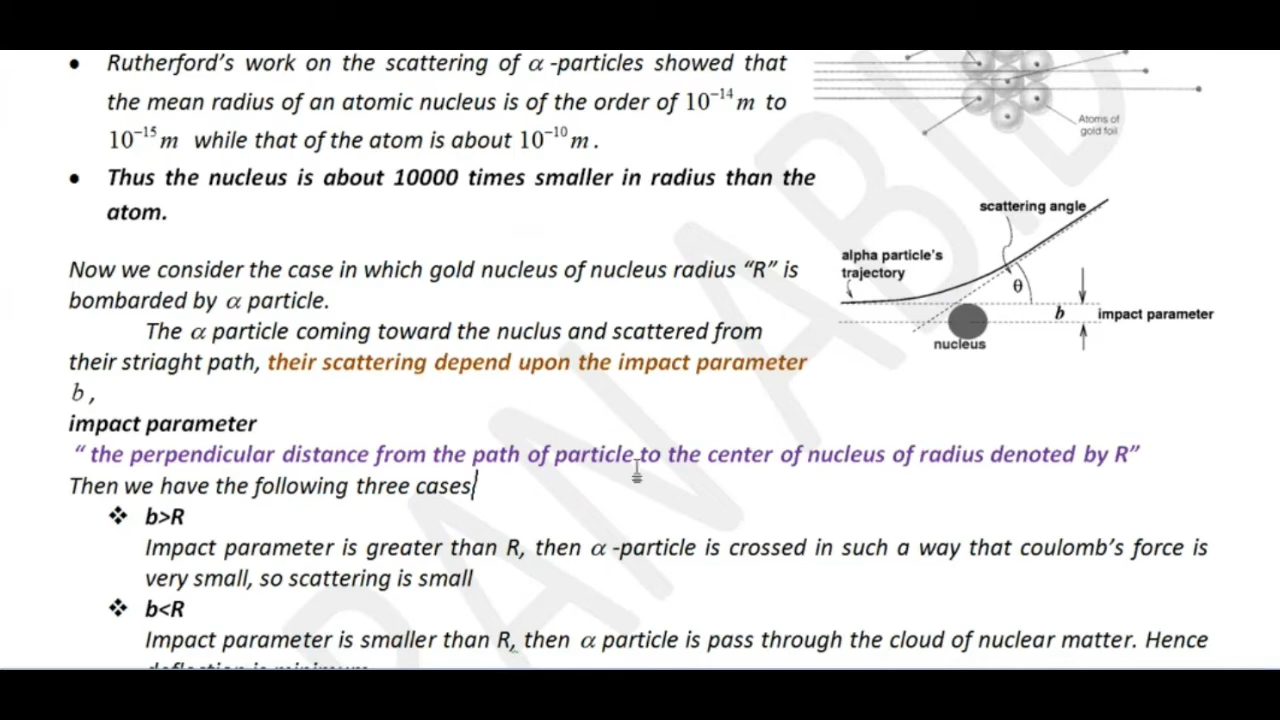 • Rutherford's work on the scattering of α -particles showed that
the mean radius of an atomic nucleus is of the order of 10⁻¹⁴ m to
10⁻¹⁵ m while that of the atom is about 10⁻¹⁰ m .
• Thus the nucleus is about 10000 times smaller in radius than the
atom.
Atoms of
gold foil
scattering angle
alpha particle's
trajectory
θ
b impact parameter
nucleus
Now we consider the case in which gold nucleus of nucleus radius "R" is
bombarded by α particle.
The α particle coming toward the nuclus and scattered from
their striaght path, their scattering depend upon the impact parameter
b ,
impact parameter
" the perpendicular distance from the path of particle to the center of nucleus of radius denoted by R"
Then we have the following three cases
❖ b>R
Impact parameter is greater than R, then α -particle is crossed in such a way that coulomb's force is
very small, so scattering is small
❖ b<R
Impact parameter is smaller than R, then α particle is pass through the cloud of nuclear matter. Hence
deflection is minimum